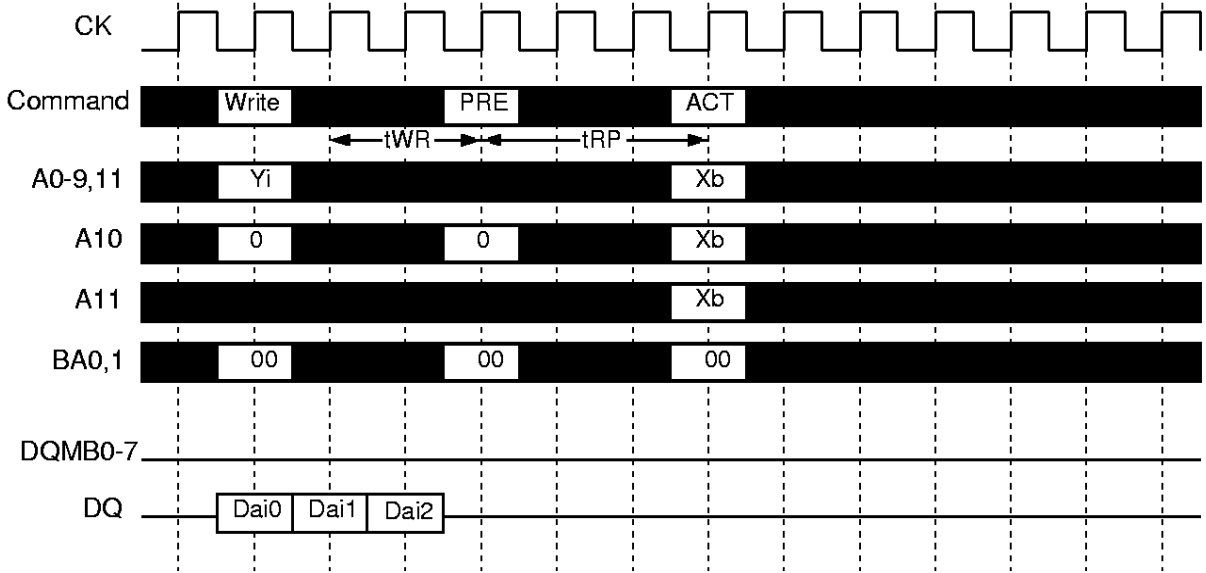 CK
Command Write PRE ACT
tWR tRP
A0-9,11 Yi Xb
A10 0 0 Xb
A11 Xb
BA0,1 00 00 00
DQMB0-7
DQ Dai0 Dai1 Dai2